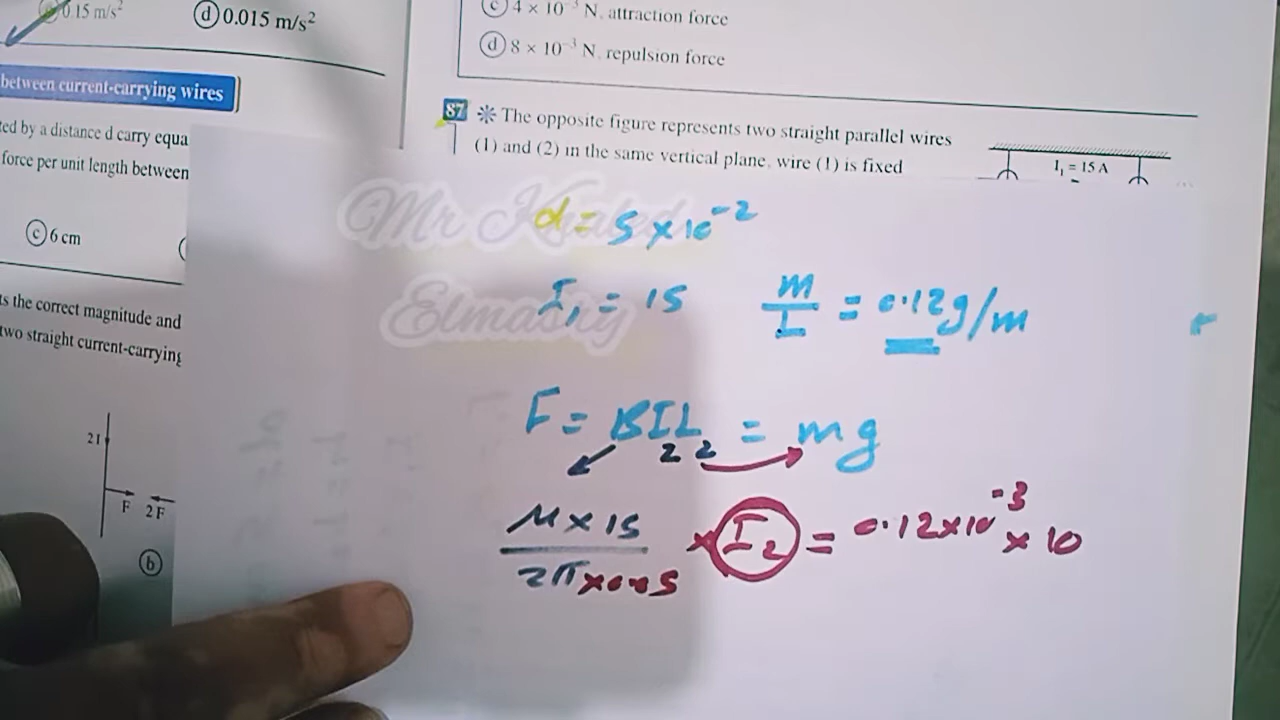 0.15 m/s²
d 0.015 m/s²
between current-carrying wires
ted by a distance d carry equa
force per unit length between
c 6 cm
ts the correct magnitude and
two straight current-carrying
2I
F 2F
b
c 4 × 10⁻³ N, attraction force
d 8 × 10⁻³ N, repulsion force
87 * The opposite figure represents two straight parallel wires
(1) and (2) in the same vertical plane, wire (1) is fixed
I₁ = 15 A
Mr Khaled
Elmasry
d = 5 × 10⁻²
I₁ = 15 m/L = 0.12 g/m
F = BI₂L₂ = mg
μ × 15 / 2π × 0.05 × I₂ = 0.12 × 10⁻³ × 10